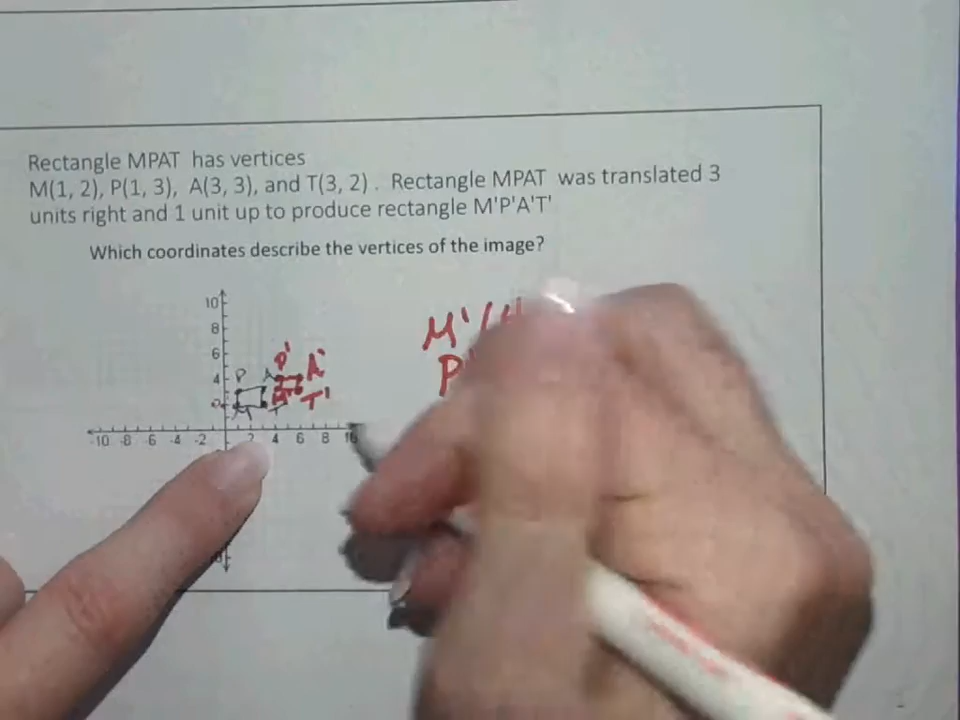 Rectangle MPAT has vertices
M(1, 2), P(1, 3), A(3, 3), and T(3, 2). Rectangle MPAT was translated 3
units right and 1 unit up to produce rectangle M'P'A'T'
Which coordinates describe the vertices of the image?
10
8
6
4
2
P A P' A'
M T M' T'
-10 -8 -6 -4 -2 2 4 6 8 10
M'(4
P'